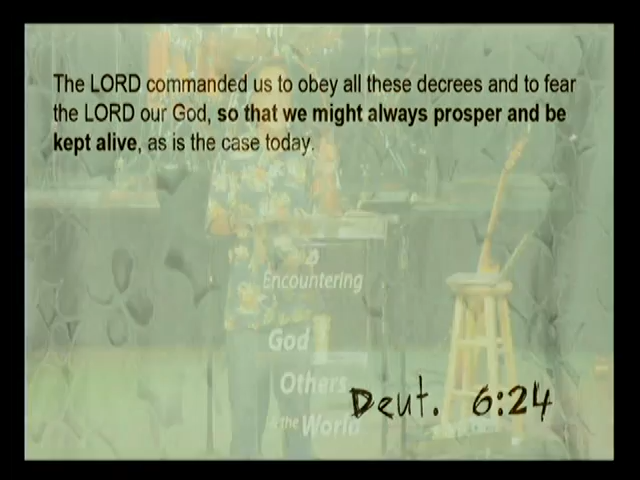 The LORD commanded us to obey all these decrees and to fear
the LORD our God, so that we might always prosper and be
kept alive, as is the case today.
Encountering
God
Others
the World
Deut. 6:24